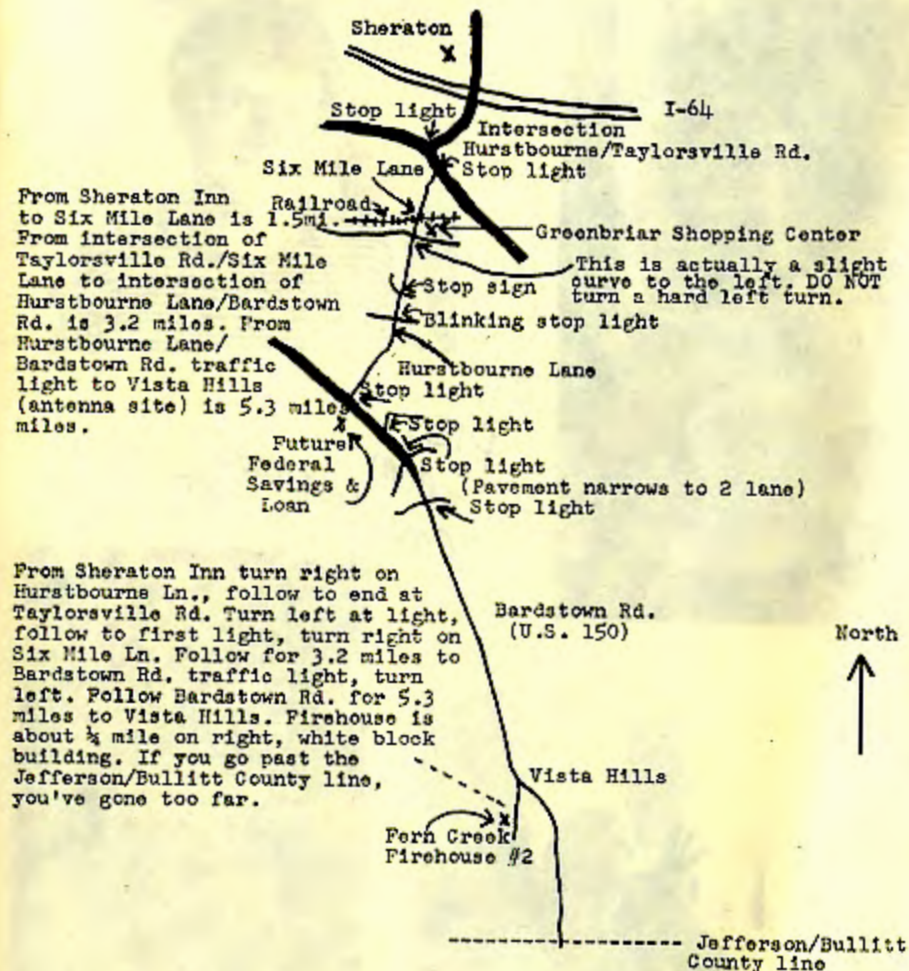 Sheraton
I-64
Stop light
Intersection
Hurstbourne/Taylorsville Rd.
Stop light
Six Mile Lane
Railroad
Greenbriar Shopping Center
This is actually a slight
curve to the left. DO NOT
turn a hard left turn.
Stop sign
Blinking stop light
Hurstbourne Lane
Stop light
From Sheraton Inn
to Six Mile Lane is 1.5mi.
From intersection of
Taylorsville Rd./Six Mile
Lane to intersection of
Hurstbourne Lane/Bardstown
Rd. is 3.2 miles. From
Hurstbourne Lane/
Bardstown Rd. traffic
light to Vista Hills
(antenna site) is 5.3 miles
miles.
Future
Federal
Savings &
Loan
Stop light
Stop light
(Pavement narrows to 2 lane)
Stop light
From Sheraton Inn turn right on
Hurstbourne Ln., follow to end at
Taylorsville Rd. Turn left at light,
follow to first light, turn right on
Six Mile Ln. Follow for 3.2 miles to
Bardstown Rd. traffic light, turn
left. Follow Bardstown Rd. for 5.3
miles to Vista Hills. Firehouse is
about ¼ mile on right, white block
building. If you go past the
Jefferson/Bullitt County line,
you've gone too far.
Bardstown Rd.
(U.S. 150)
North
Vista Hills
Fern Creek
Firehouse #2
Jefferson/Bullitt
County line